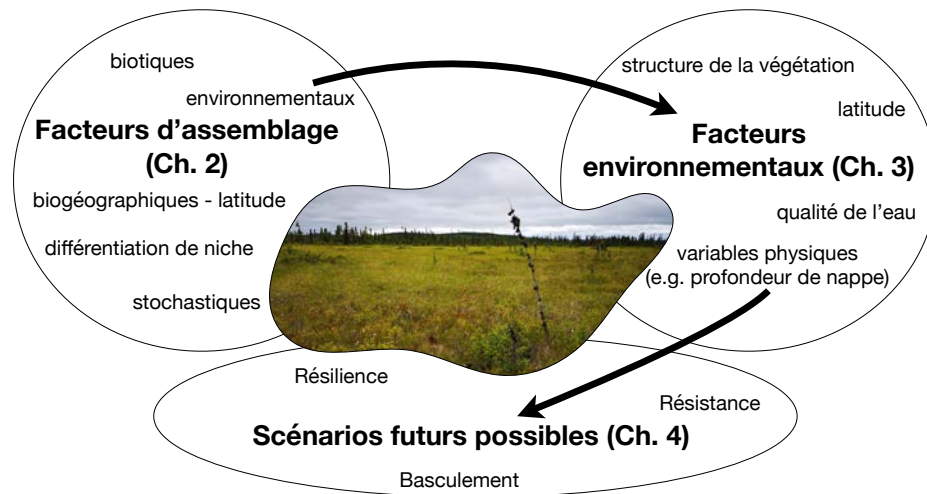 biotiques
environnementaux
Facteurs d'assemblage
(Ch. 2)
biogéographiques - latitude
différentiation de niche
stochastiques
structure de la végétation
latitude
Facteurs
environnementaux (Ch. 3)
qualité de l'eau
variables physiques
(e.g. profondeur de nappe)
Résilience
Résistance
Scénarios futurs possibles (Ch. 4)
Basculement